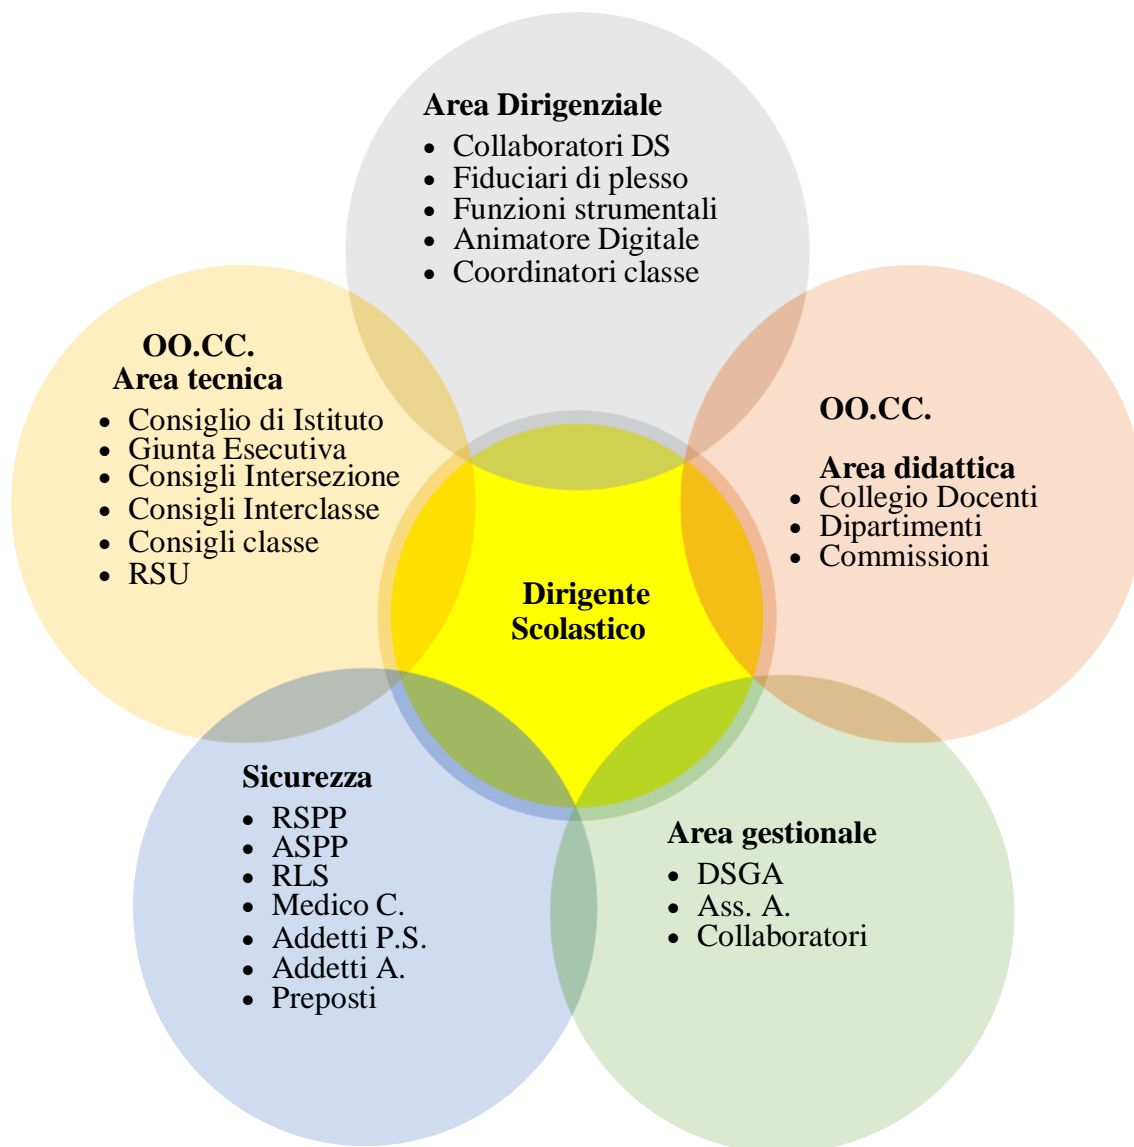 Area Dirigenziale
• Collaboratori DS
• Fiduciari di plesso
• Funzioni strumentali
• Animatore Digitale
• Coordinatori classe
OO.CC.
Area tecnica
• Consiglio di Istituto
• Giunta Esecutiva
• Consigli Intersezione
• Consigli Interclasse
• Consigli classe
• RSU
OO.CC.
Area didattica
• Collegio Docenti
• Dipartimenti
• Commissioni
Dirigente
Scolastico
Sicurezza
• RSPP
• ASPP
• RLS
• Medico C.
• Addetti P.S.
• Addetti A.
• Preposti
Area gestionale
• DSGA
• Ass. A.
• Collaboratori